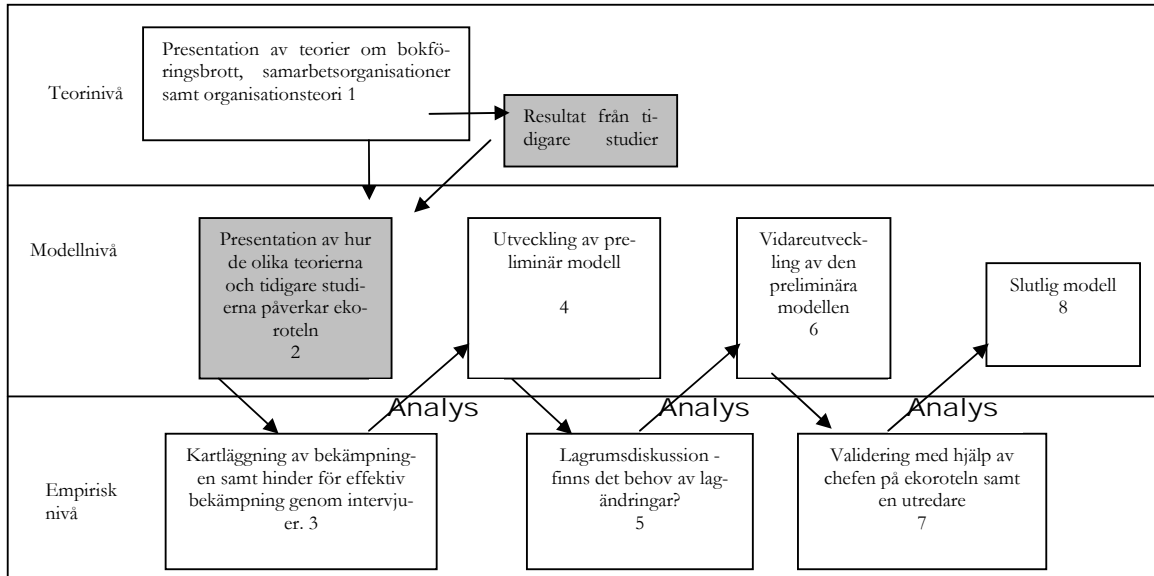 Presentation av teorier om bokfö-
ringsbrott, samarbetsorganisationer
samt organisationsteori 1
Teorinivå
Resultat från ti-
digare studier
Modellnivå
Presentation av hur
de olika teorierna
och tidigare studi-
erna påverkar eko-
roteln
2
Utveckling av pre-
liminär modell
4
Vidareutveck-
ling av den
preliminära
modellen
6
Slutlig modell
8
Analys
Analys
Analys
Empirisk
nivå
Kartläggning av bekämpning-
en samt hinder för effektiv
bekämpning genom intervju-
er. 3
Lagrumsdiskussion -
finns det behov av lag-
ändringar?
5
Validering med hjälp av
chefen på ekoroteln samt
en utredare
7